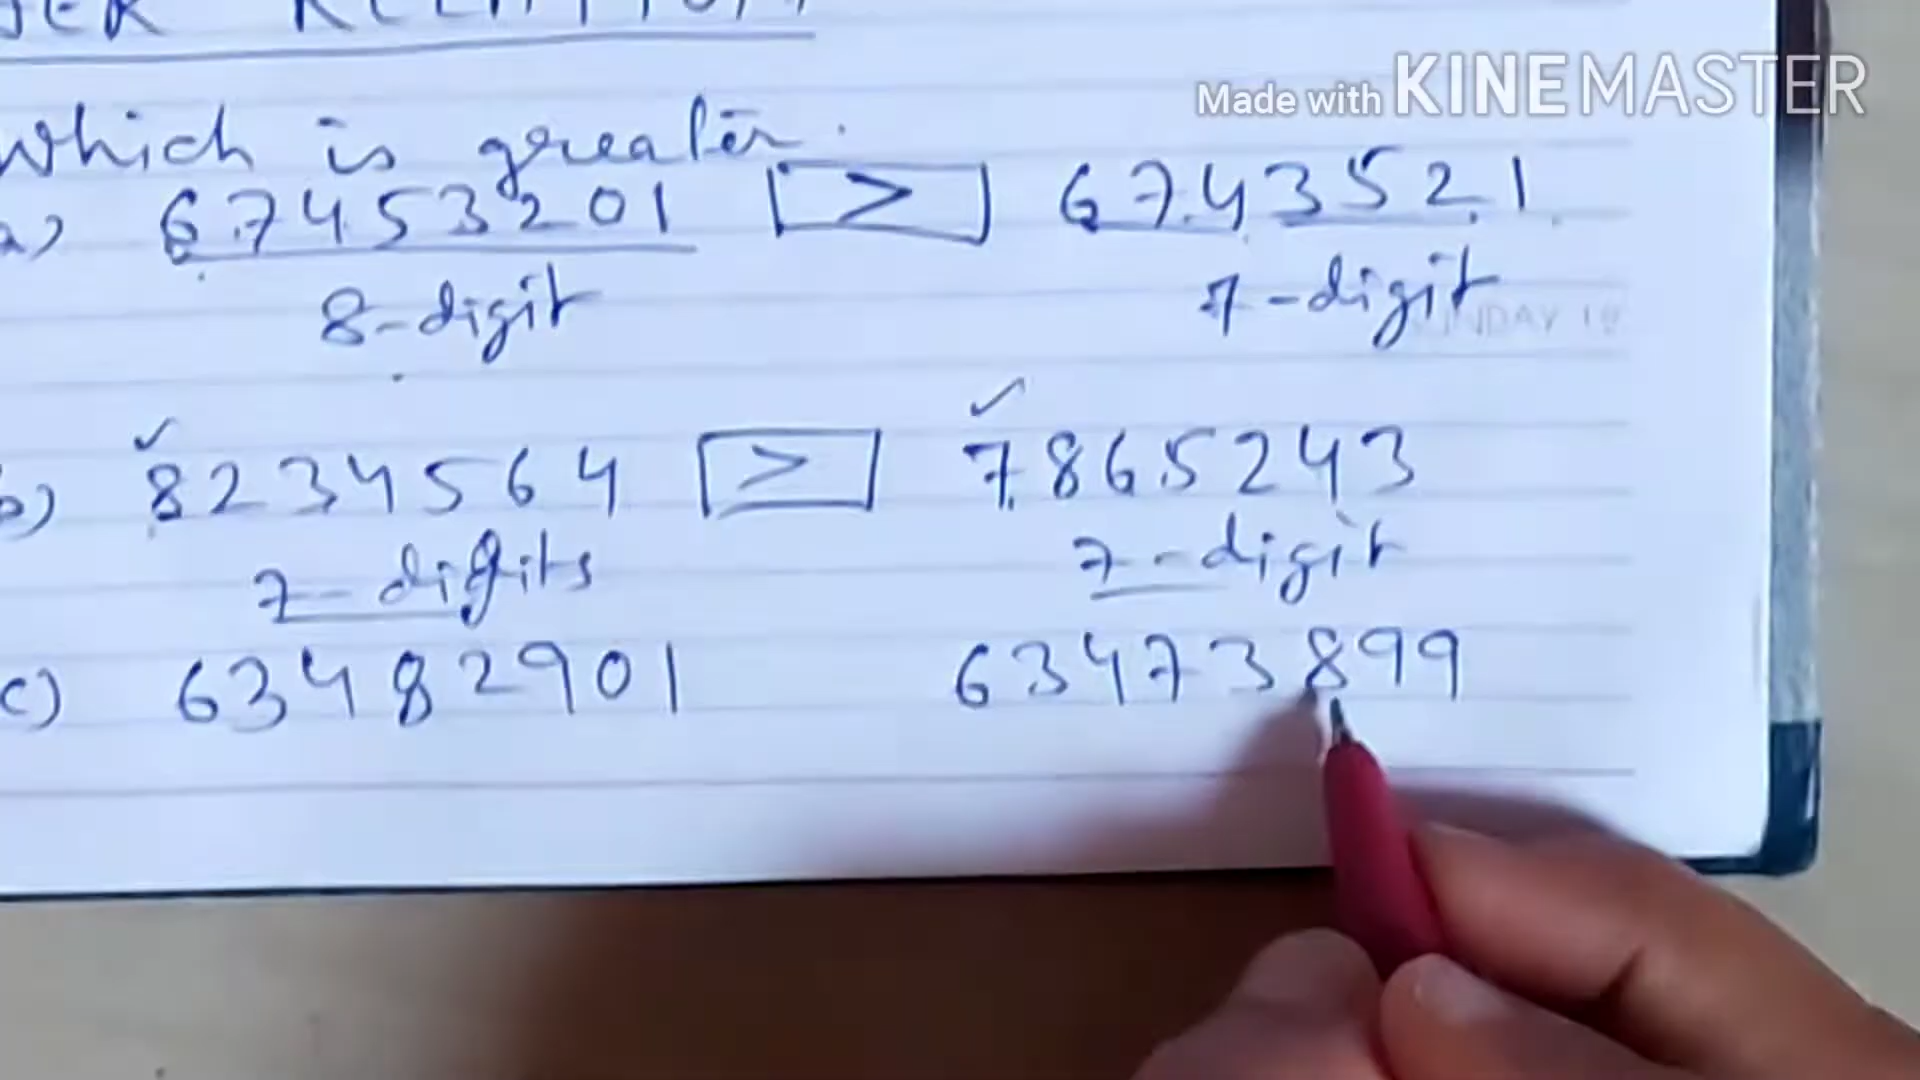 Made with KINEMASTER
Which is greater.
a) 67453201 > 6743521
8-digit 7-digit
b) 8234564 > 7865243
7-digits 7-digit
c) 63482901 63473899